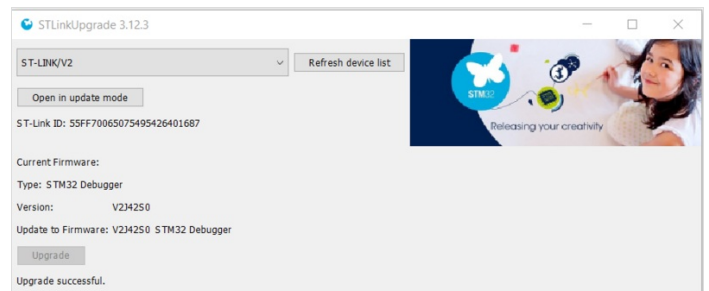 STLinkUpgrade 3.12.3
ST-LINK/V2
Refresh device list
Open in update mode
ST-Link ID: 55FF70065075495426401687
STM32
Releasing your creativity
Current Firmware:
Type: STM32 Debugger
Version: V2J42S0
Update to Firmware: V2J42S0 STM32 Debugger
Upgrade
Upgrade successful.